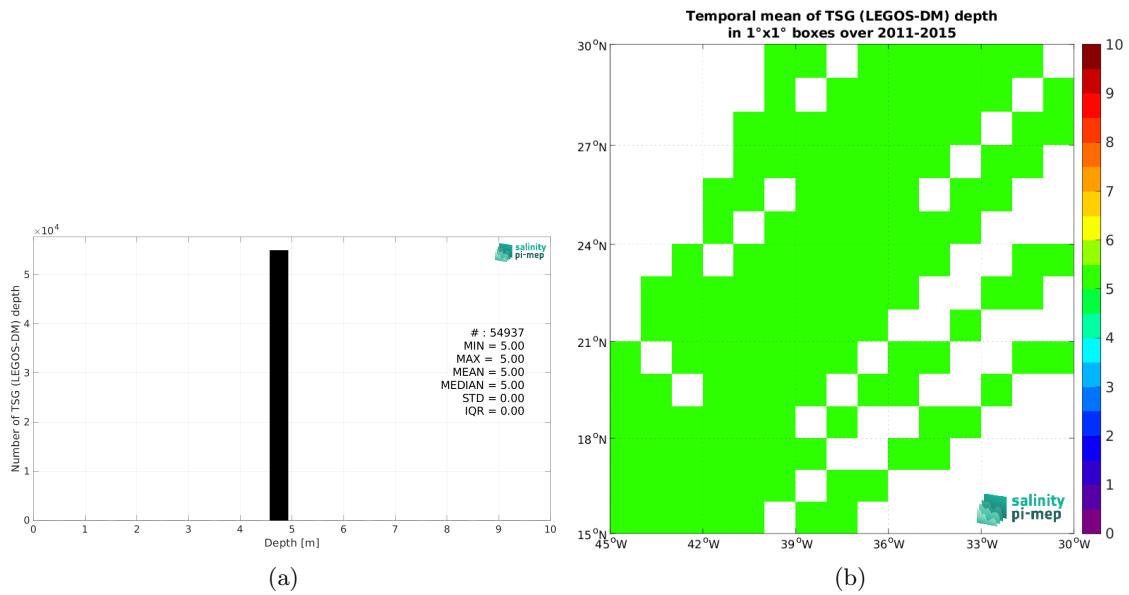 ×10⁴
5
4
3
2
1
0
Number of TSG (LEGOS-DM) depth
0 1 2 3 4 5 6 7 8 9 10
Depth [m]
salinity
pi-mep
# : 54937
MIN = 5.00
MAX = 5.00
MEAN = 5.00
MEDIAN = 5.00
STD = 0.00
IQR = 0.00
(a)
Temporal mean of TSG (LEGOS-DM) depth
in 1°x1° boxes over 2011-2015
30°N
27°N
24°N
21°N
18°N
15°N
45°W 42°W 39°W 36°W 33°W 30°W
salinity
pi-mep
10
9
8
7
6
5
4
3
2
1
0
(b)